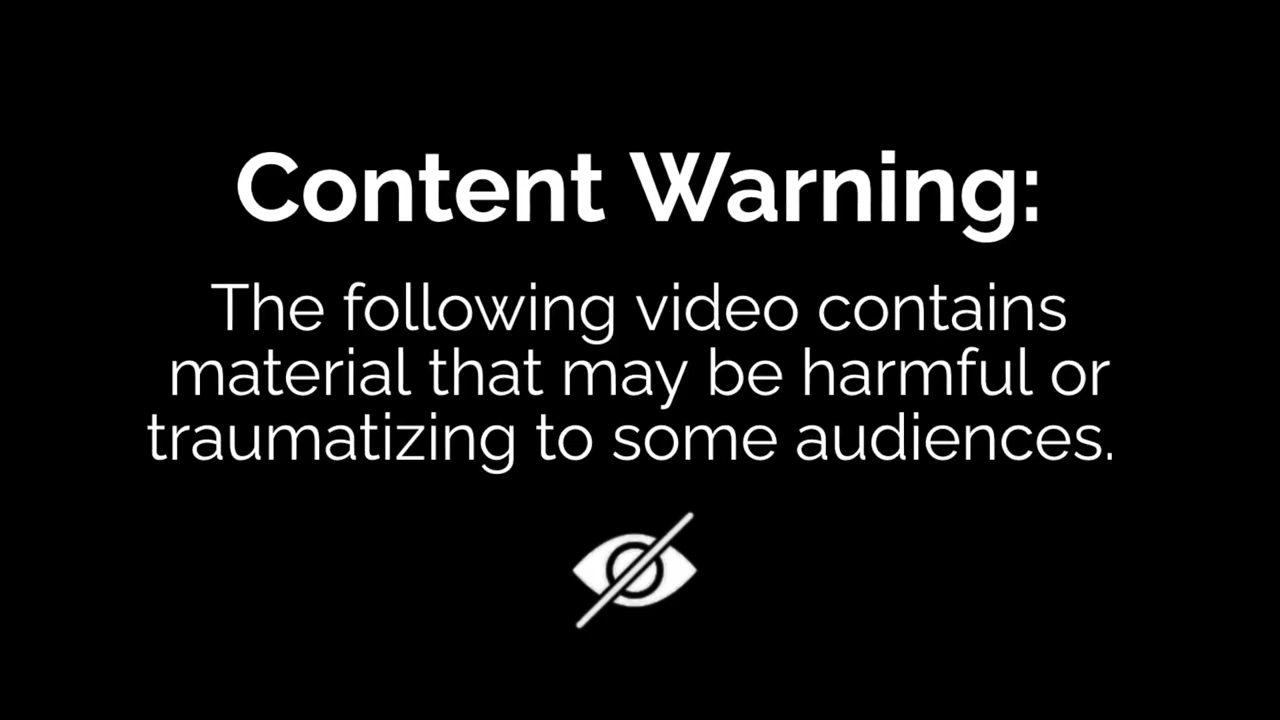 Content Warning:
The following video contains
material that may be harmful or
traumatizing to some audiences.